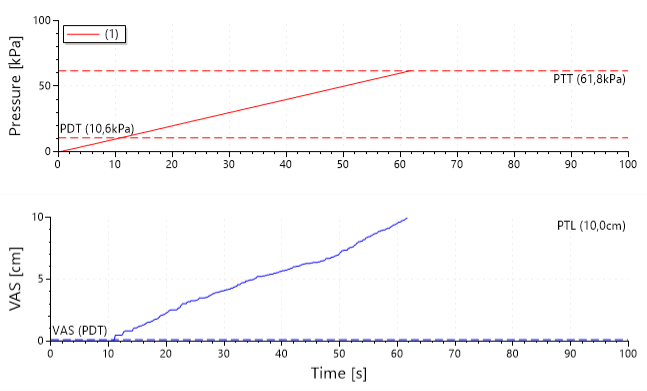 100
(1)
Pressure [kPa]
PTT (61,8kPa)
50
PDT (10,6kPa)
0
0 10 20 30 40 50 60 70 80 90 100
10
PTL (10,0cm)
VAS [cm]
5
VAS (PDT)
0
0 10 20 30 40 50 60 70 80 90 100
Time [s]